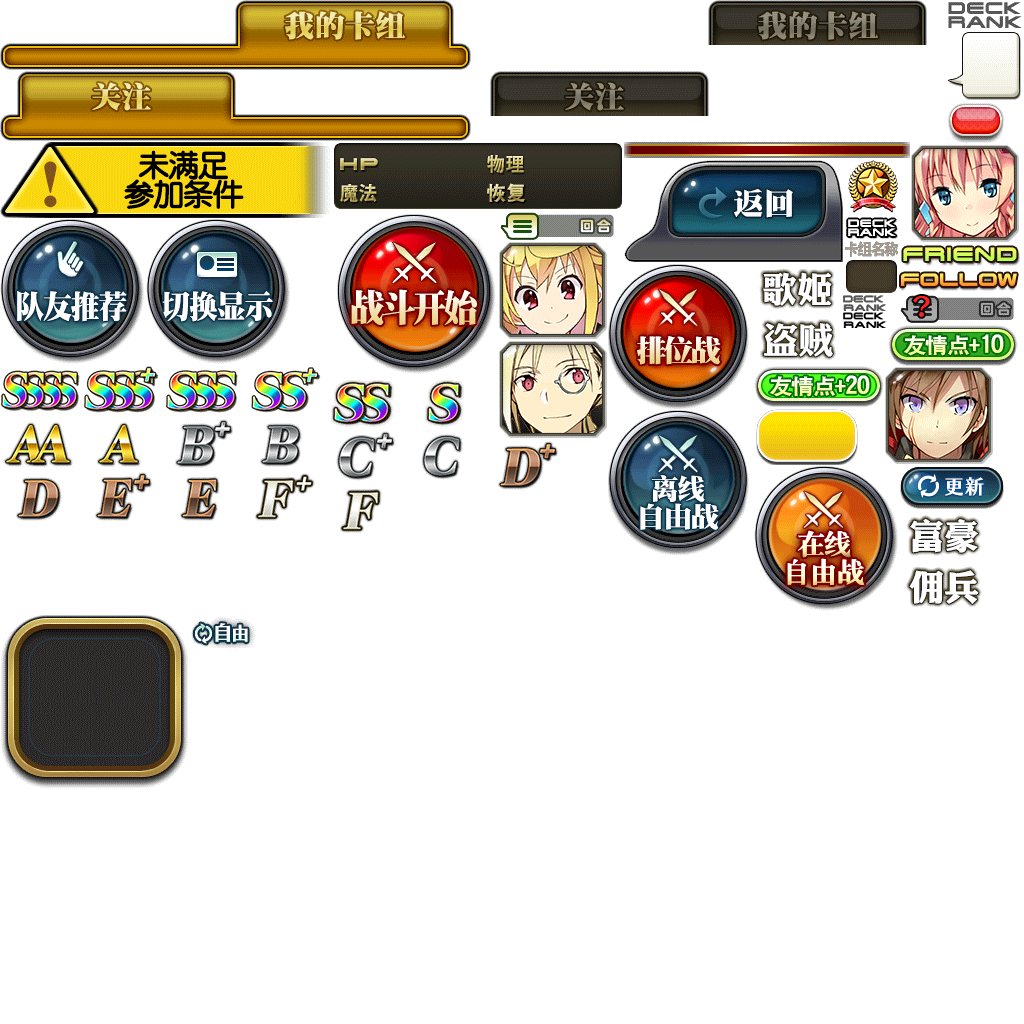 我的卡组
我的卡组
DECK
RANK
关注
关注
未满足
参加条件
HP
物理
魔法
恢复
返回
DECK
RANK
卡组名称
FRIEND
FOLLOW
回合
队友推荐
切换显示
战斗开始
排位战
歌姬
盗贼
DECK
RANK
DECK
RANK
?
回合
友情点+10
友情点+20
SSSS
SSS+
SSS
SS+
SS
S
AA
A
B+
B
C+
C
D+
D
E+
E
F+
F
离线
自由战
在线
自由战
更新
富豪
佣兵
自由